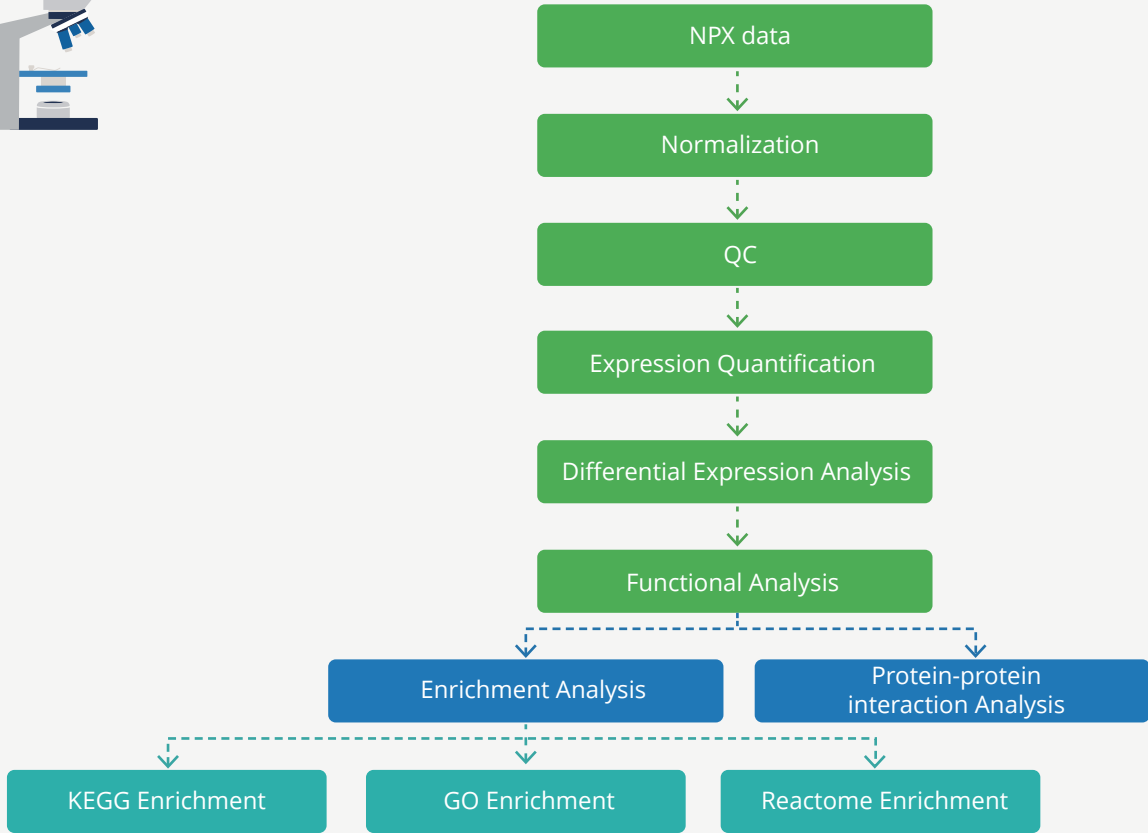 NPX data
Normalization
QC
Expression Quantification
Differential Expression Analysis
Functional Analysis
Enrichment Analysis
Protein-protein
interaction Analysis
KEGG Enrichment
GO Enrichment
Reactome Enrichment